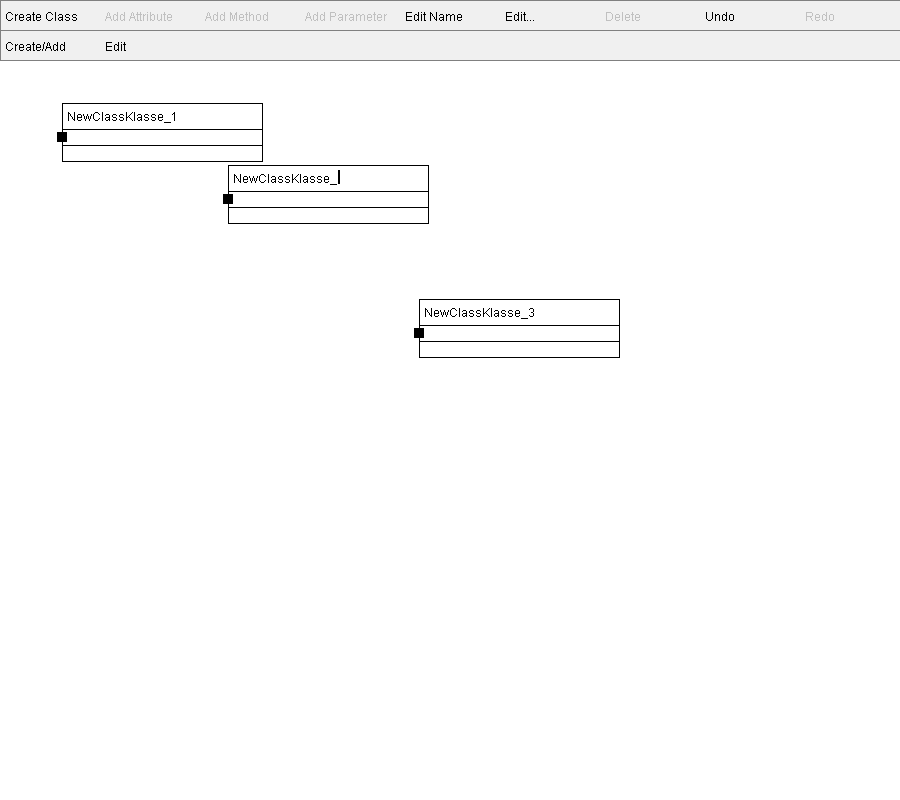 Create Class Add Attribute Add Method Add Parameter Edit Name Edit... Delete Undo Redo
Create/Add Edit
NewClassKlasse_1
NewClassKlasse_
NewClassKlasse_3